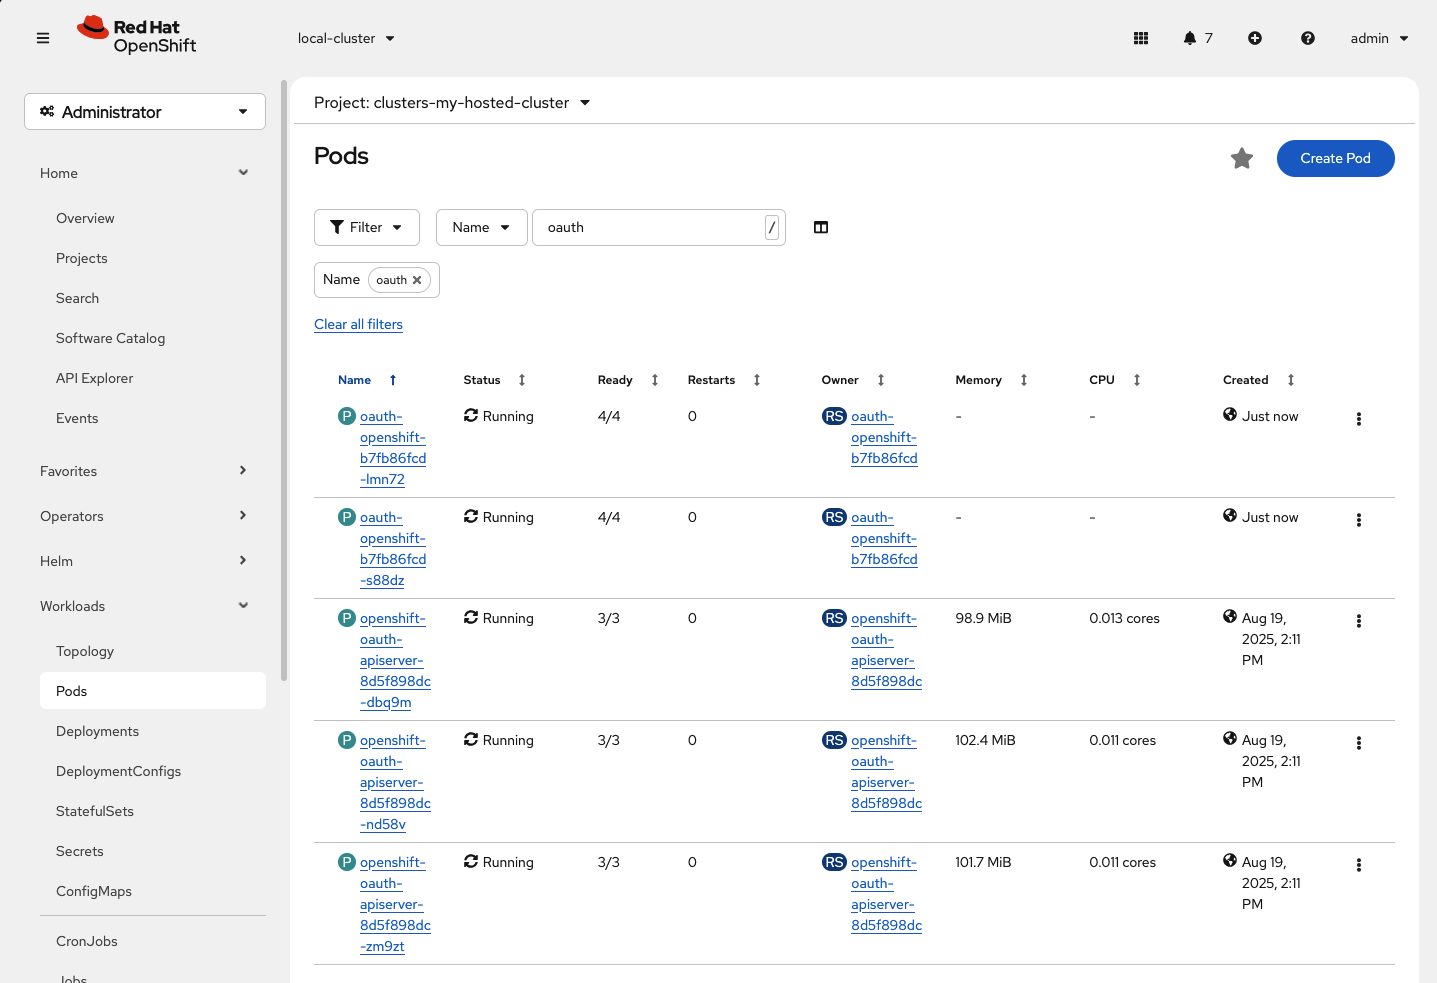 Red Hat
OpenShift
local-cluster
7
admin
Administrator
Home
Overview
Projects
Search
Software Catalog
API Explorer
Events
Favorites
Operators
Helm
Workloads
Topology
Pods
Deployments
DeploymentConfigs
StatefulSets
Secrets
ConfigMaps
CronJobs
Jobs
Project: clusters-my-hosted-cluster
Pods
Create Pod
Filter
Name
oauth
/
Name oauth
Clear all filters
Name Status Ready Restarts Owner Memory CPU Created
P oauth- Running 4/4 0 RS oauth- - - Just now
openshift- openshift-
b7fb86fcd b7fb86fcd
-lmn72
P oauth- Running 4/4 0 RS oauth- - - Just now
openshift- openshift-
b7fb86fcd b7fb86fcd
-s88dz
P openshift- Running 3/3 0 RS openshift- 98.9 MiB 0.013 cores Aug 19,
oauth- oauth- 2025, 2:11
apiserver- apiserver- PM
8d5f898dc 8d5f898dc
-dbq9m
P openshift- Running 3/3 0 RS openshift- 102.4 MiB 0.011 cores Aug 19,
oauth- oauth- 2025, 2:11
apiserver- apiserver- PM
8d5f898dc 8d5f898dc
-nd58v
P openshift- Running 3/3 0 RS openshift- 101.7 MiB 0.011 cores Aug 19,
oauth- oauth- 2025, 2:11
apiserver- apiserver- PM
8d5f898dc 8d5f898dc
-zm9zt